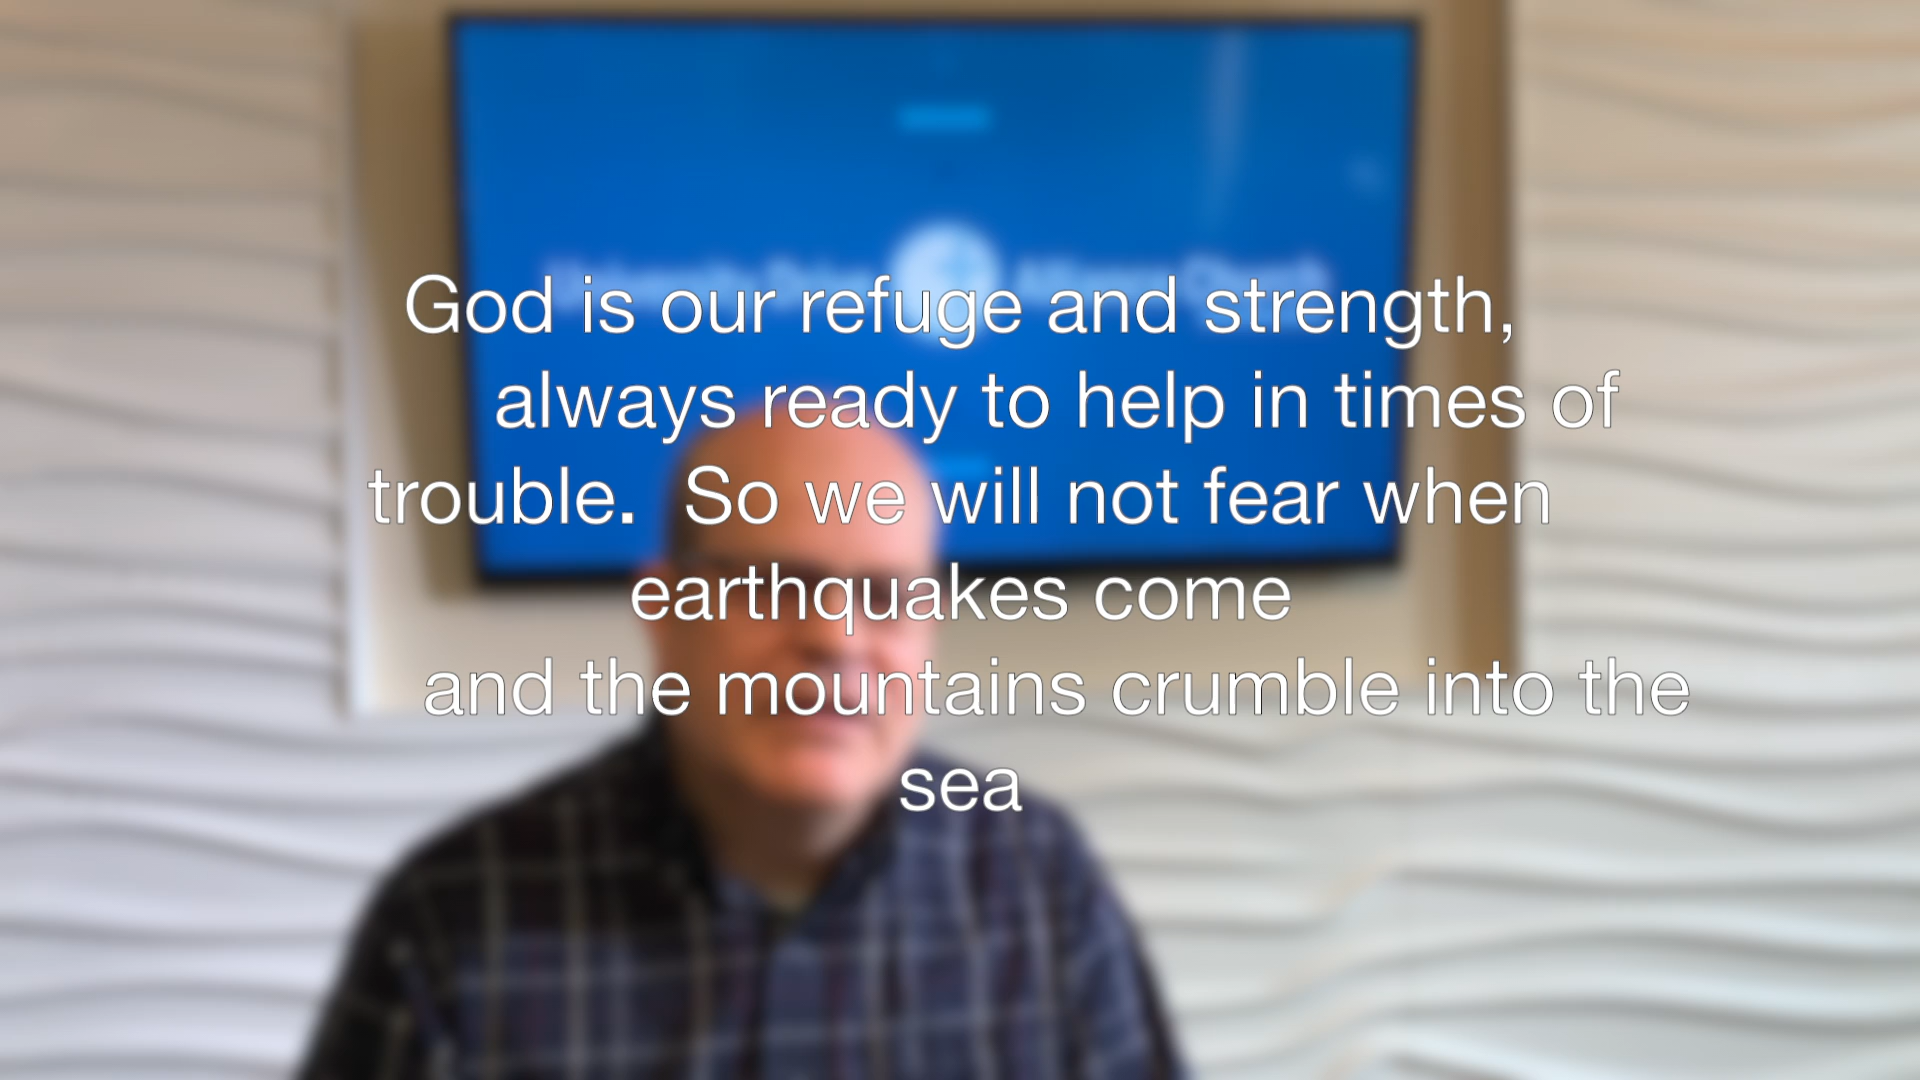 God is our refuge and strength,
always ready to help in times of
trouble.  So we will not fear when
earthquakes come
and the mountains crumble into the
sea